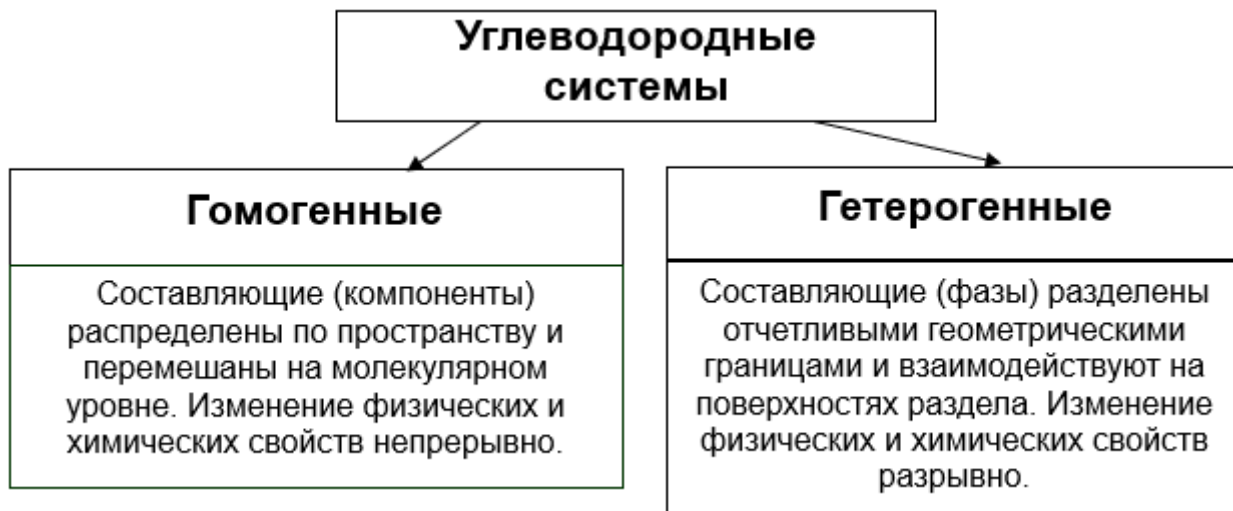 Углеводородные
системы
Гомогенные
Составляющие (компоненты)
распределены по пространству и
перемешаны на молекулярном
уровне. Изменение физических и
химических свойств непрерывно.
Гетерогенные
Составляющие (фазы) разделены
отчетливыми геометрическими
границами и взаимодействуют на
поверхностях раздела. Изменение
физических и химических свойств
разрывно.